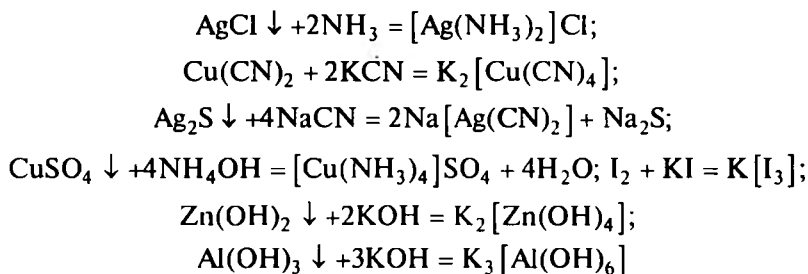 AgCl ↓ +2NH₃ = [Ag(NH₃)₂]Cl;
Cu(CN)₂ + 2KCN = K₂[Cu(CN)₄];
Ag₂S ↓ +4NaCN = 2Na[Ag(CN)₂] + Na₂S;
CuSO₄ ↓ +4NH₄OH = [Cu(NH₃)₄]SO₄ + 4H₂O; I₂ + KI = K[I₃];
Zn(OH)₂ ↓ +2KOH = K₂[Zn(OH)₄];
Al(OH)₃ ↓ +3KOH = K₃[Al(OH)₆]